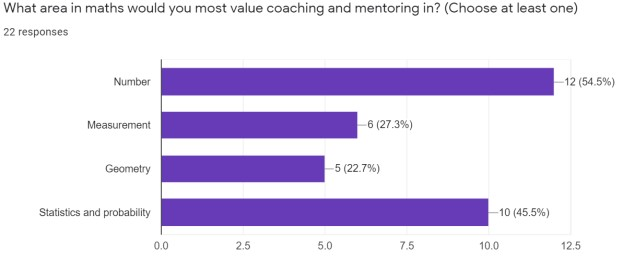 What area in maths would you most value coaching and mentoring in? (Choose at least one)
22 responses
Number
12 (54.5%)
Measurement
6 (27.3%)
Geometry
5 (22.7%)
Statistics and probability
10 (45.5%)
0.0 2.5 5.0 7.5 10.0 12.5